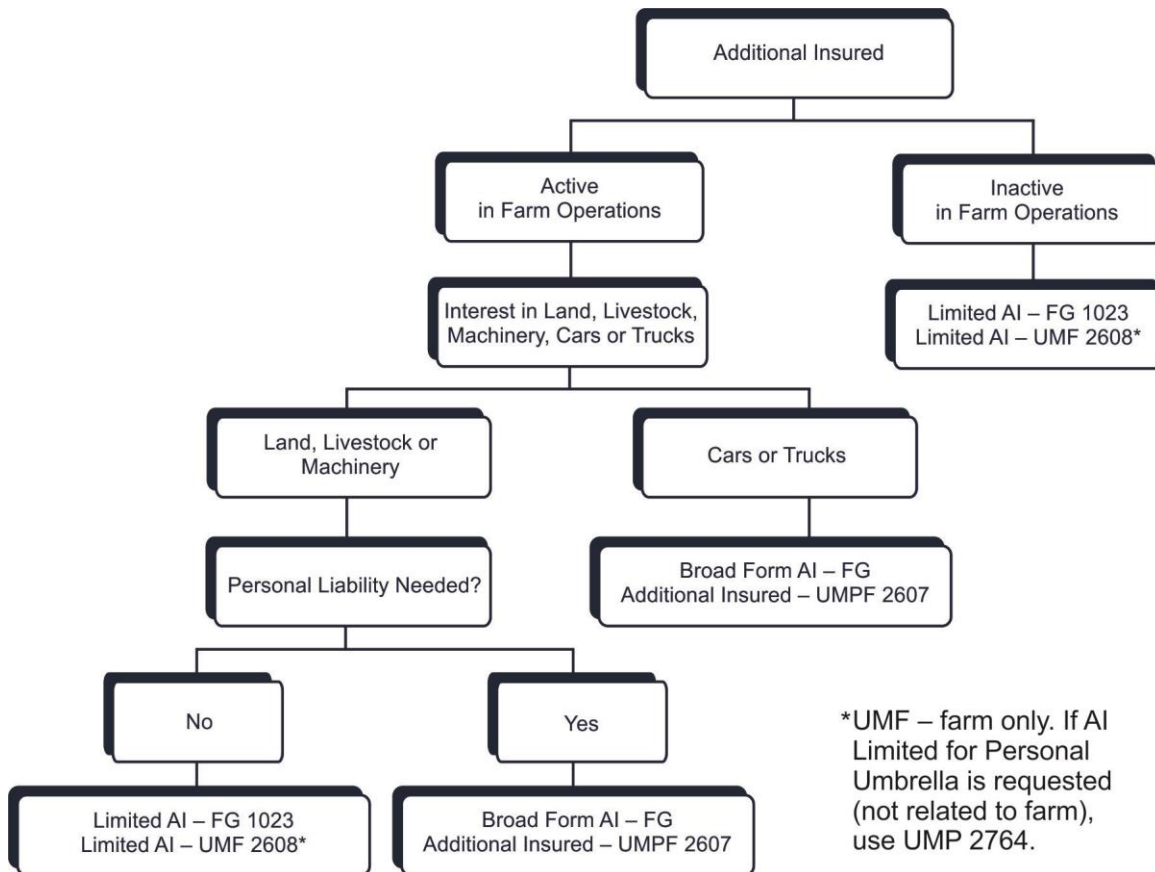 Additional Insured
Active
in Farm Operations
Inactive
in Farm Operations
Interest in Land, Livestock,
Machinery, Cars or Trucks
Limited AI – FG 1023
Limited AI – UMF 2608*
Land, Livestock or
Machinery
Cars or Trucks
Personal Liability Needed?
Broad Form AI – FG
Additional Insured – UMPF 2607
No
Yes
Limited AI – FG 1023
Limited AI – UMF 2608*
Broad Form AI – FG
Additional Insured – UMPF 2607
*UMF – farm only. If AI
Limited for Personal
Umbrella is requested
(not related to farm),
use UMP 2764.